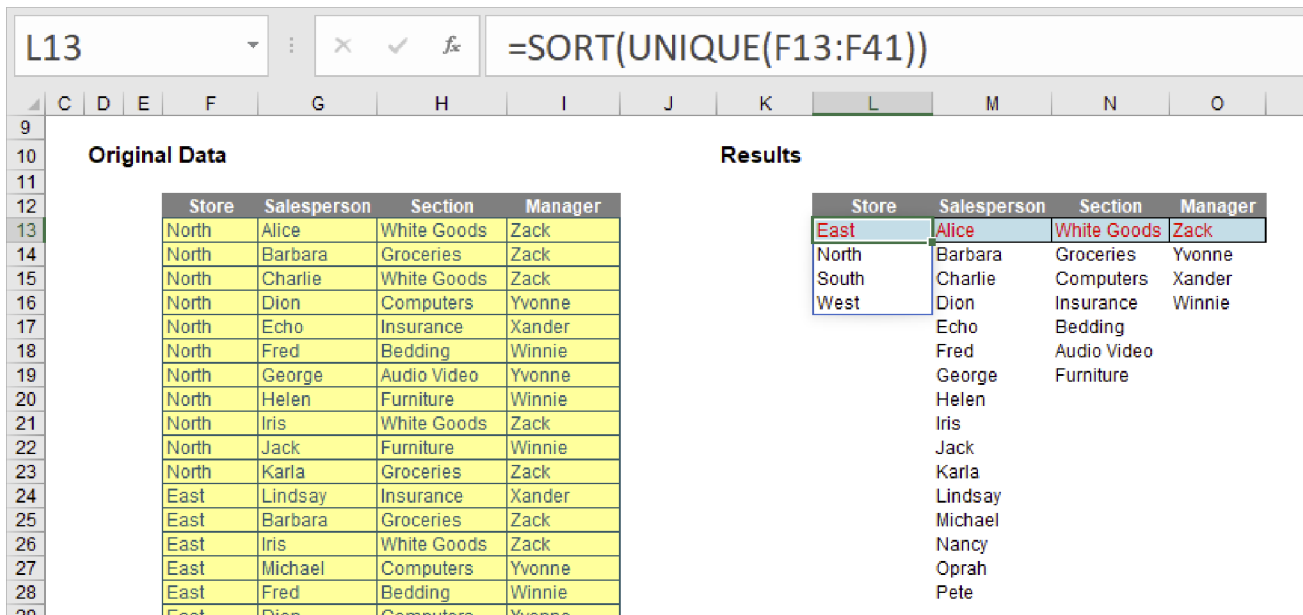 L13 fx =SORT(UNIQUE(F13:F41))
C D E F G H I J K L M N O
9
10 Original Data Results
11
12 Store Salesperson Section Manager Store Salesperson Section Manager
13 North Alice White Goods Zack East Alice White Goods Zack
14 North Barbara Groceries Zack North Barbara Groceries Yvonne
15 North Charlie White Goods Zack South Charlie Computers Xander
16 North Dion Computers Yvonne West Dion Insurance Winnie
17 North Echo Insurance Xander Echo Bedding
18 North Fred Bedding Winnie Fred Audio Video
19 North George Audio Video Yvonne George Furniture
20 North Helen Furniture Winnie Helen
21 North Iris White Goods Zack Iris
22 North Jack Furniture Winnie Jack
23 North Karla Groceries Zack Karla
24 East Lindsay Insurance Xander Lindsay
25 East Barbara Groceries Zack Michael
26 East Iris White Goods Zack Nancy
27 East Michael Computers Yvonne Oprah
28 East Fred Bedding Winnie Pete
29 East Dion Computers Yvonne